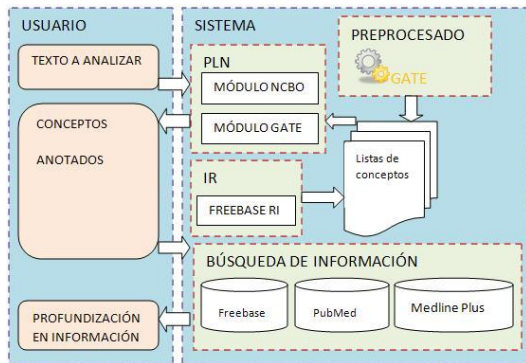 USUARIO
TEXTO A ANALIZAR
CONCEPTOS
ANOTADOS
PROFUNDIZACIÓN
EN INFORMACIÓN
SISTEMA
PLN
MÓDULO NCBO
MÓDULO GATE
IR
FREEBASE RI
PREPROCESADO
GATE
Listas de
conceptos
BÚSQUEDA DE INFORMACIÓN
Freebase
PubMed
Medline Plus